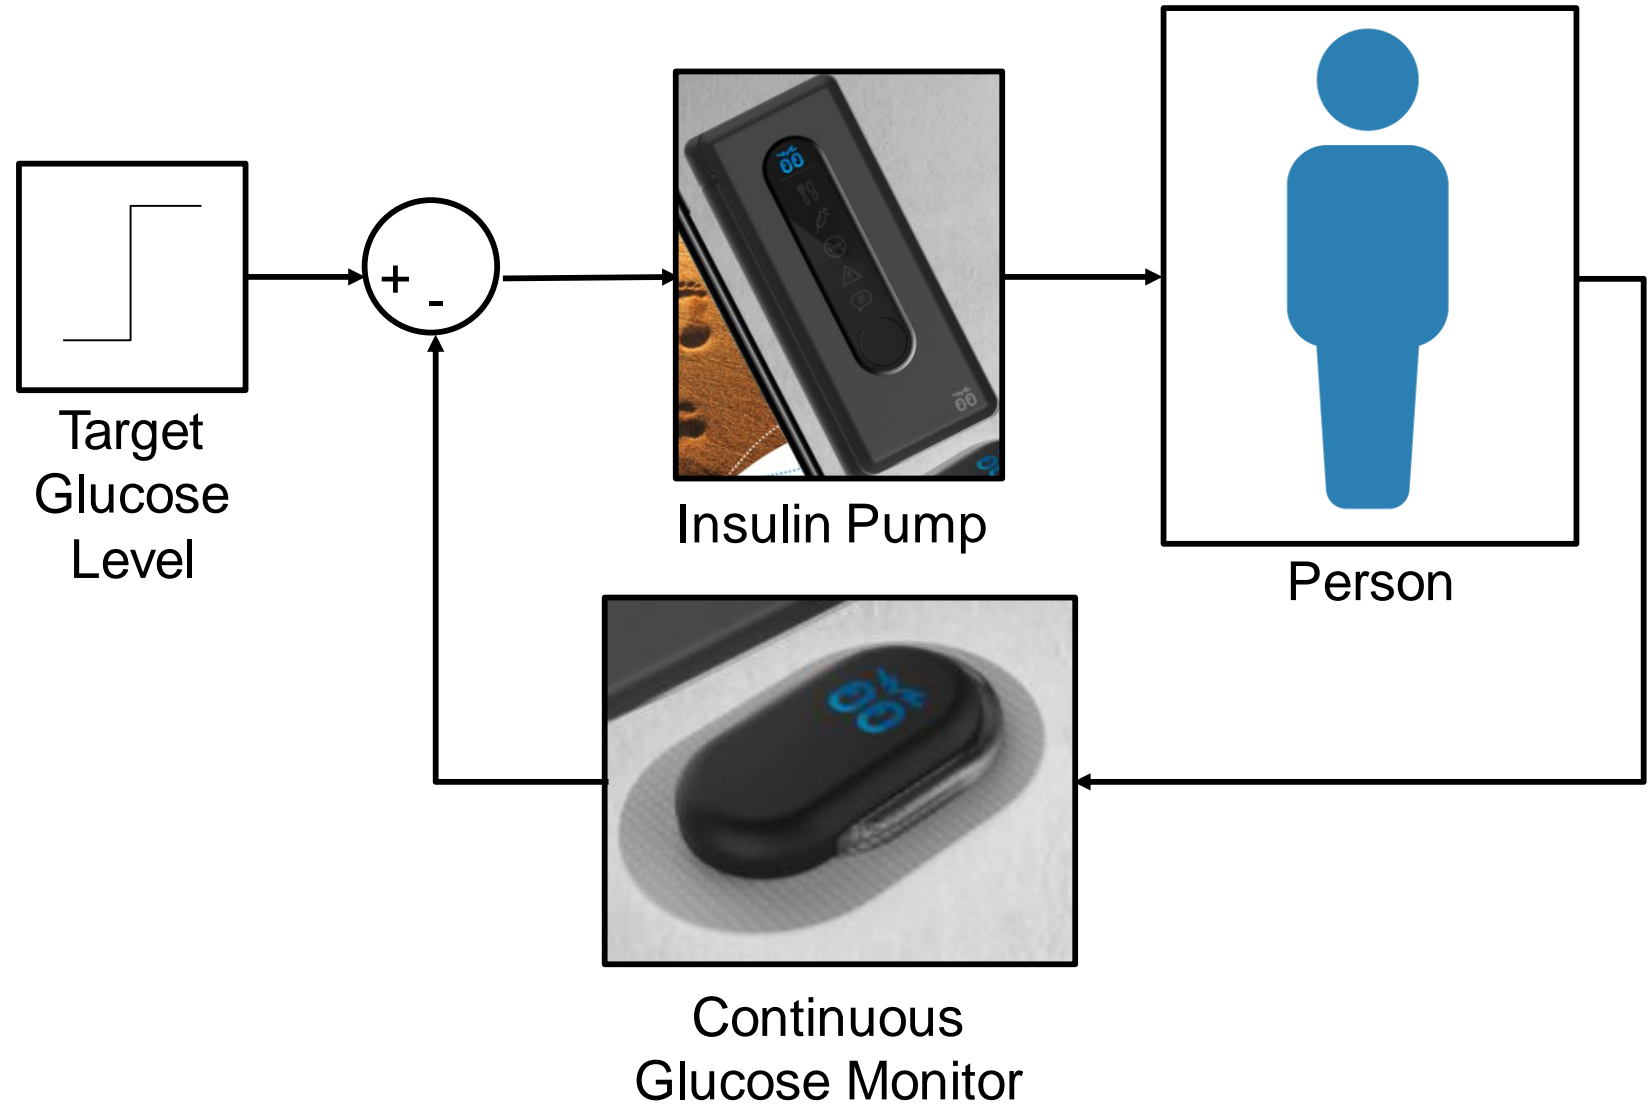 Target
Glucose
Level
+
-
Insulin Pump
Person
Continuous
Glucose Monitor